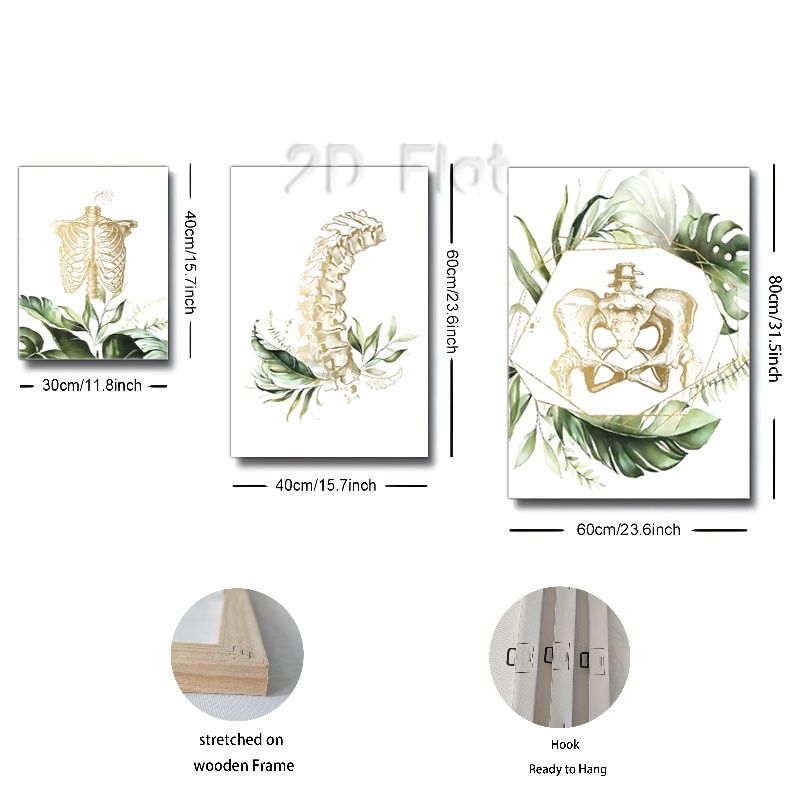 2D Flat
40cm/15.7inch
30cm/11.8inch
60cm/23.6inch
40cm/15.7inch
80cm/31.5inch
60cm/23.6inch
stretched on
wooden Frame
Hook
Ready to Hang